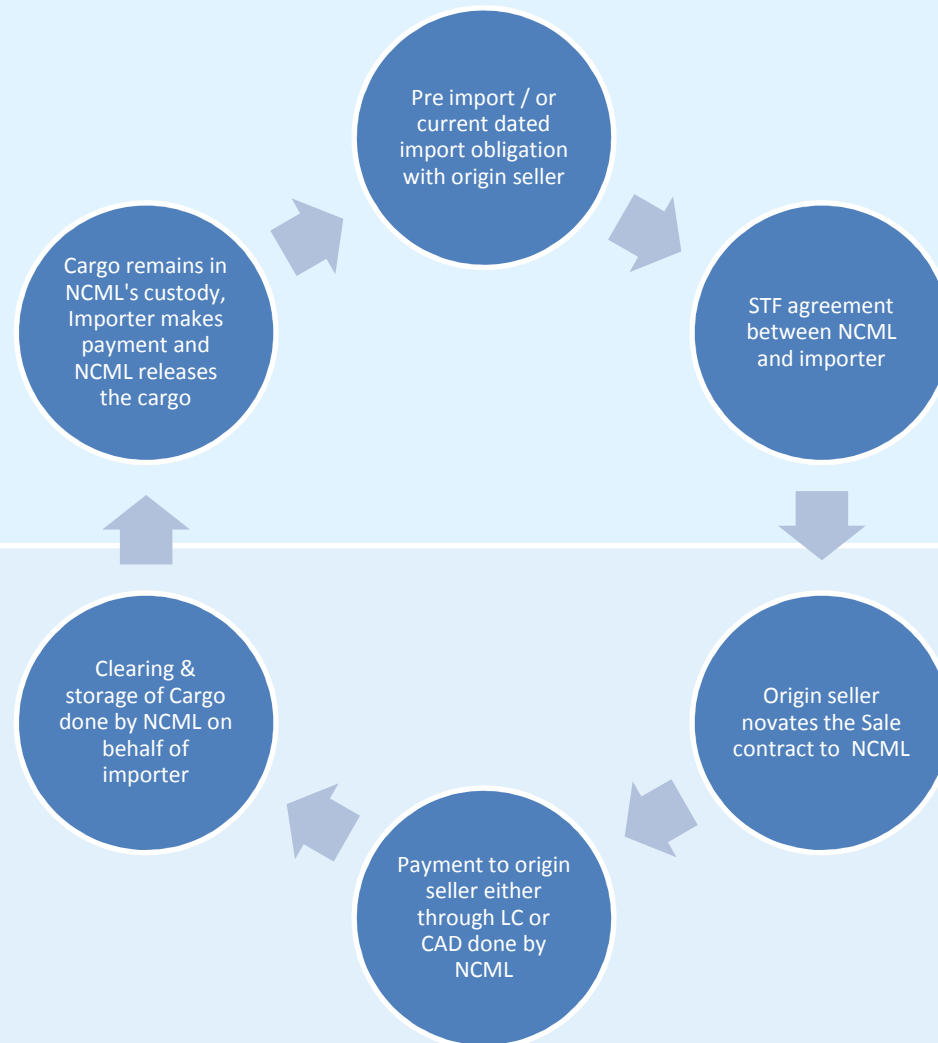 Pre import / or
current dated
import obligation
with origin seller
STF agreement
between NCML
and importer
Origin seller
novates the Sale
contract to NCML
Payment to origin
seller either
through LC or
CAD done by
NCML
Clearing &
storage of Cargo
done by NCML on
behalf of
importer
Cargo remains in
NCML's custody,
Importer makes
payment and
NCML releases
the cargo